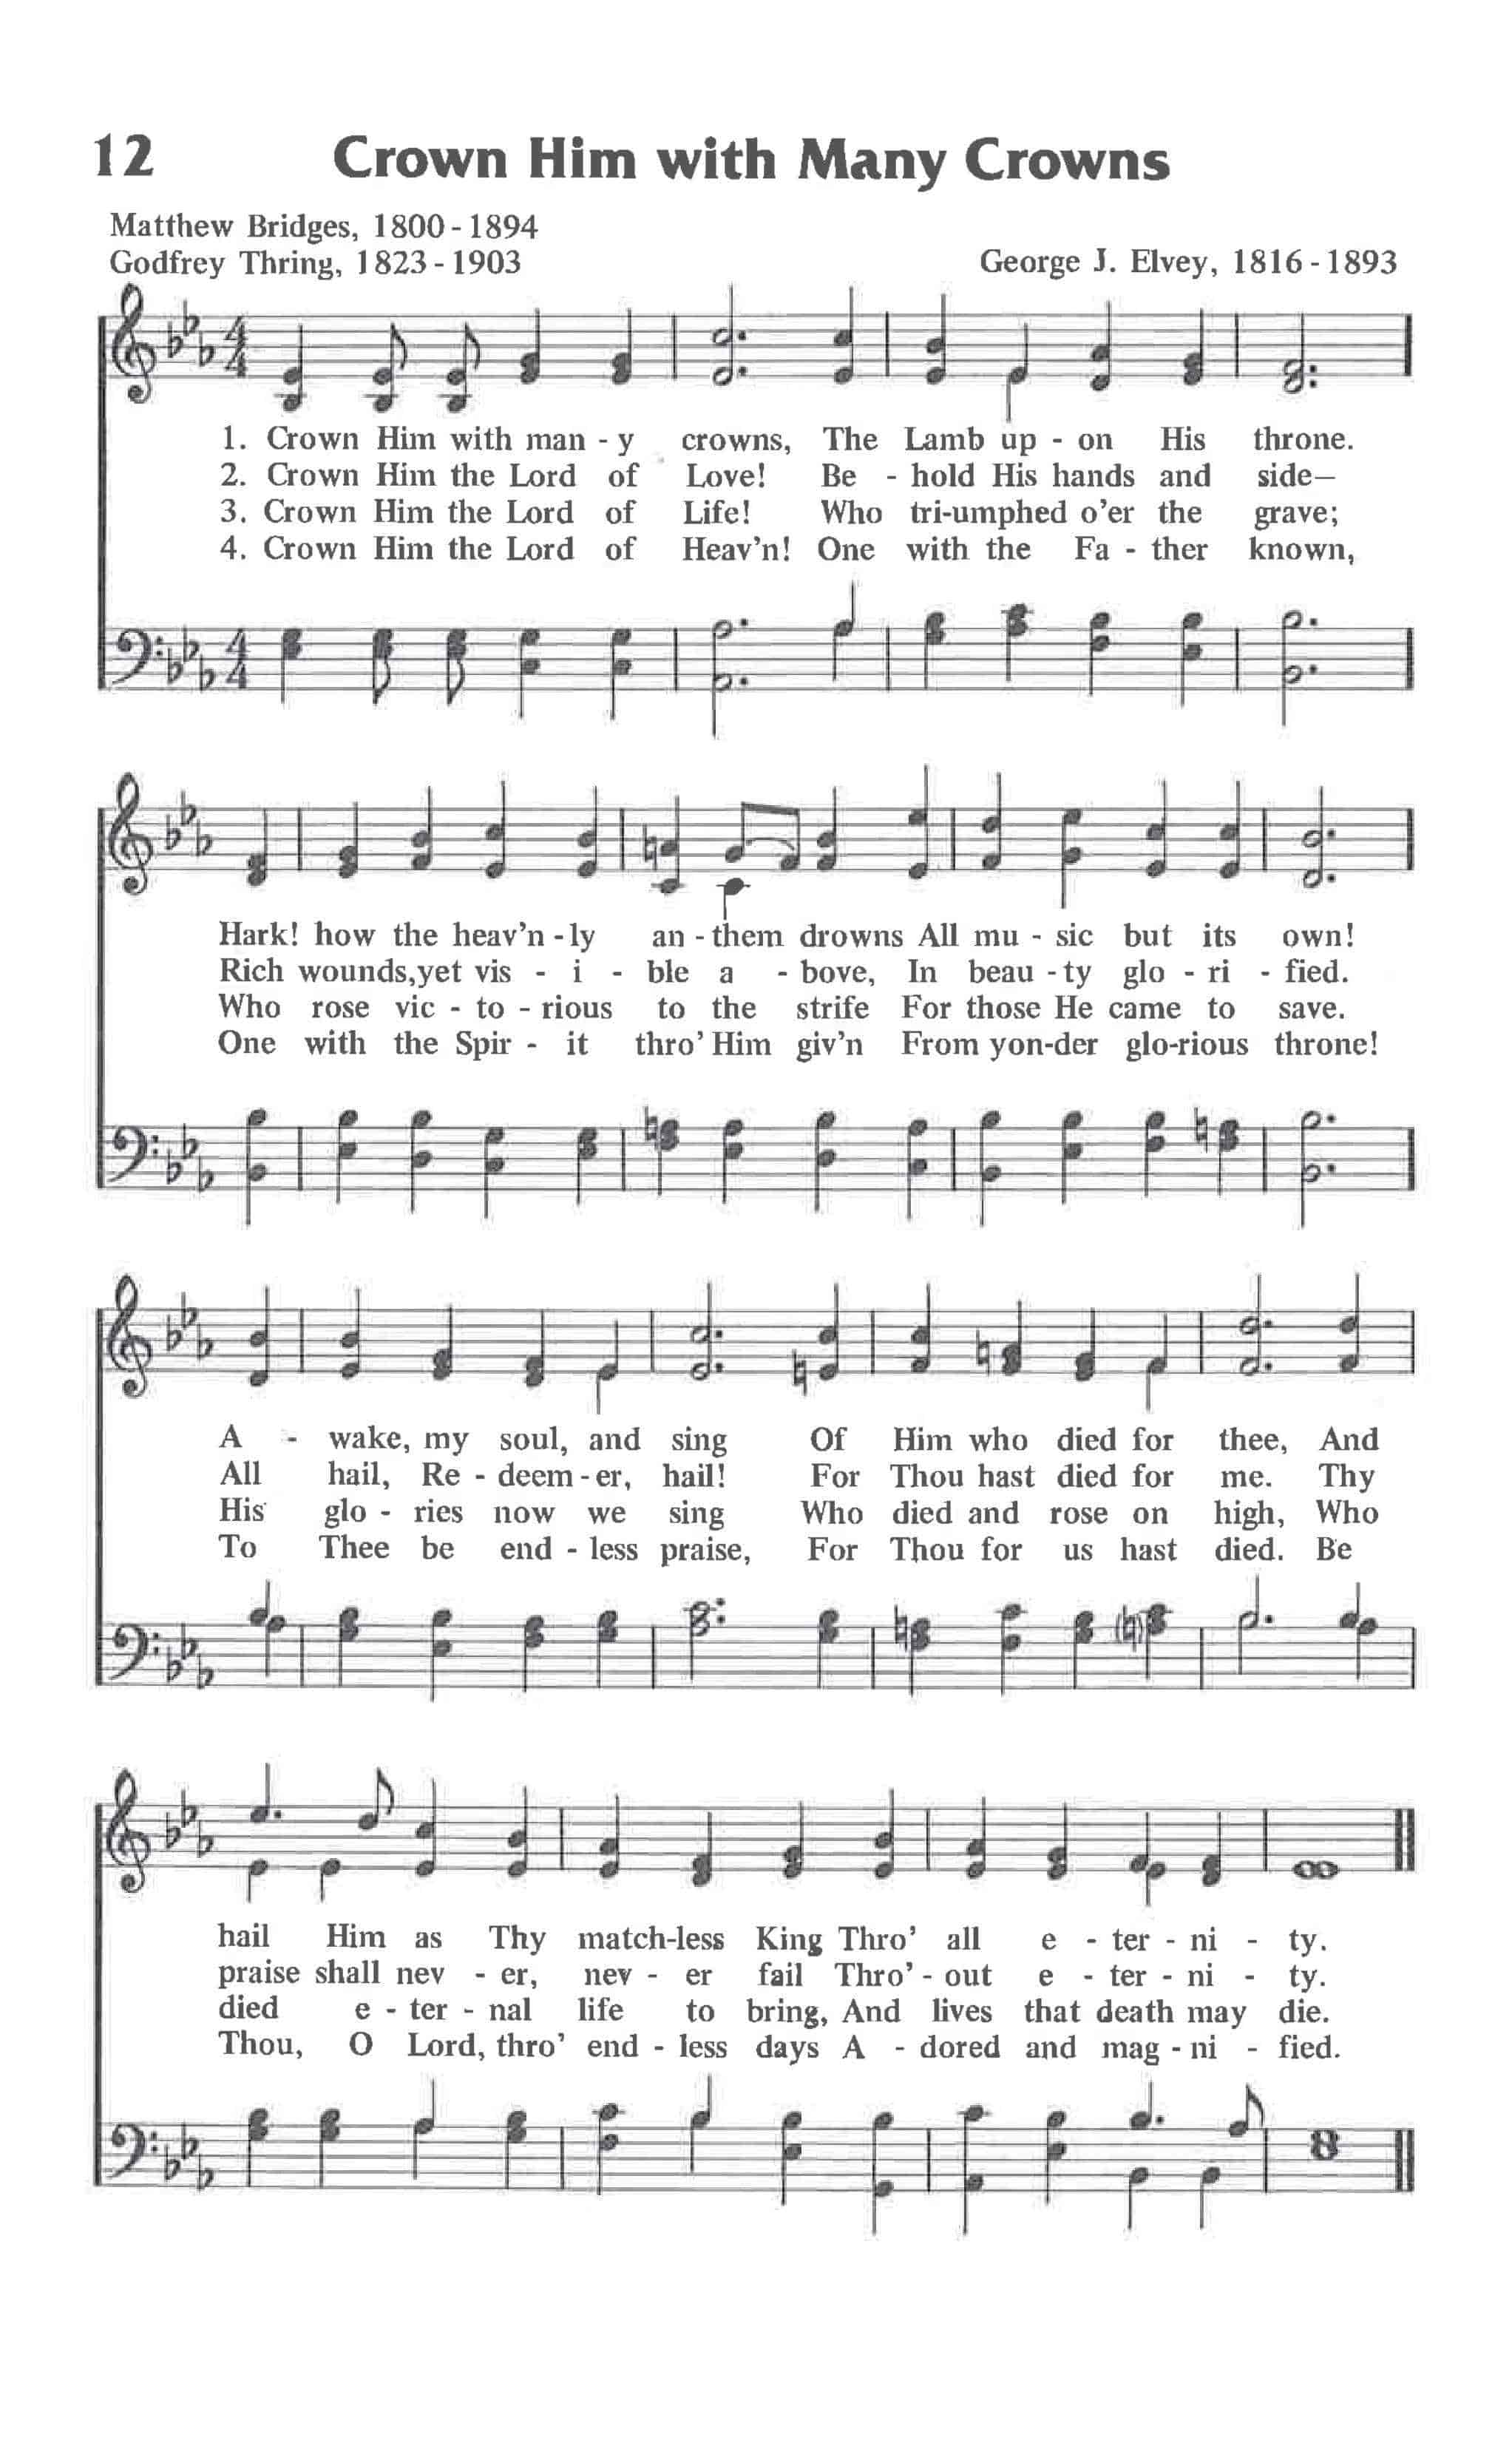 12 Crown Him with Many Crowns
Matthew Bridges, 1800-1894
Godfrey Thring, 1823-1903 George J. Elvey, 1816-1893
4
4
1. Crown Him with man - y crowns, The Lamb up - on His throne.
2. Crown Him the Lord of Love! Be - hold His hands and side—
3. Crown Him the Lord of Life! Who tri-umphed o'er the grave;
4. Crown Him the Lord of Heav'n! One with the Fa - ther known,
4
4
Hark! how the heav'n - ly an - them drowns All mu - sic but its own!
Rich wounds, yet vis - i - ble a - bove, In beau - ty glo - ri - fied.
Who rose vic - to - rious to the strife For those He came to save.
One with the Spir - it thro' Him giv'n From yon-der glo-rious throne!
A - wake, my soul, and sing Of Him who died for thee, And
All hail, Re - deem - er, hail! For Thou hast died for me. Thy
His glo - ries now we sing Who died and rose on high, Who
To Thee be end - less praise, For Thou for us hast died. Be
hail Him as Thy match-less King Thro' all e - ter - ni - ty.
praise shall nev - er, nev - er fail Thro' - out e - ter - ni - ty.
died e - ter - nal life to bring, And lives that death may die.
Thou, O Lord, thro' end - less days A - dored and mag - ni - fied.